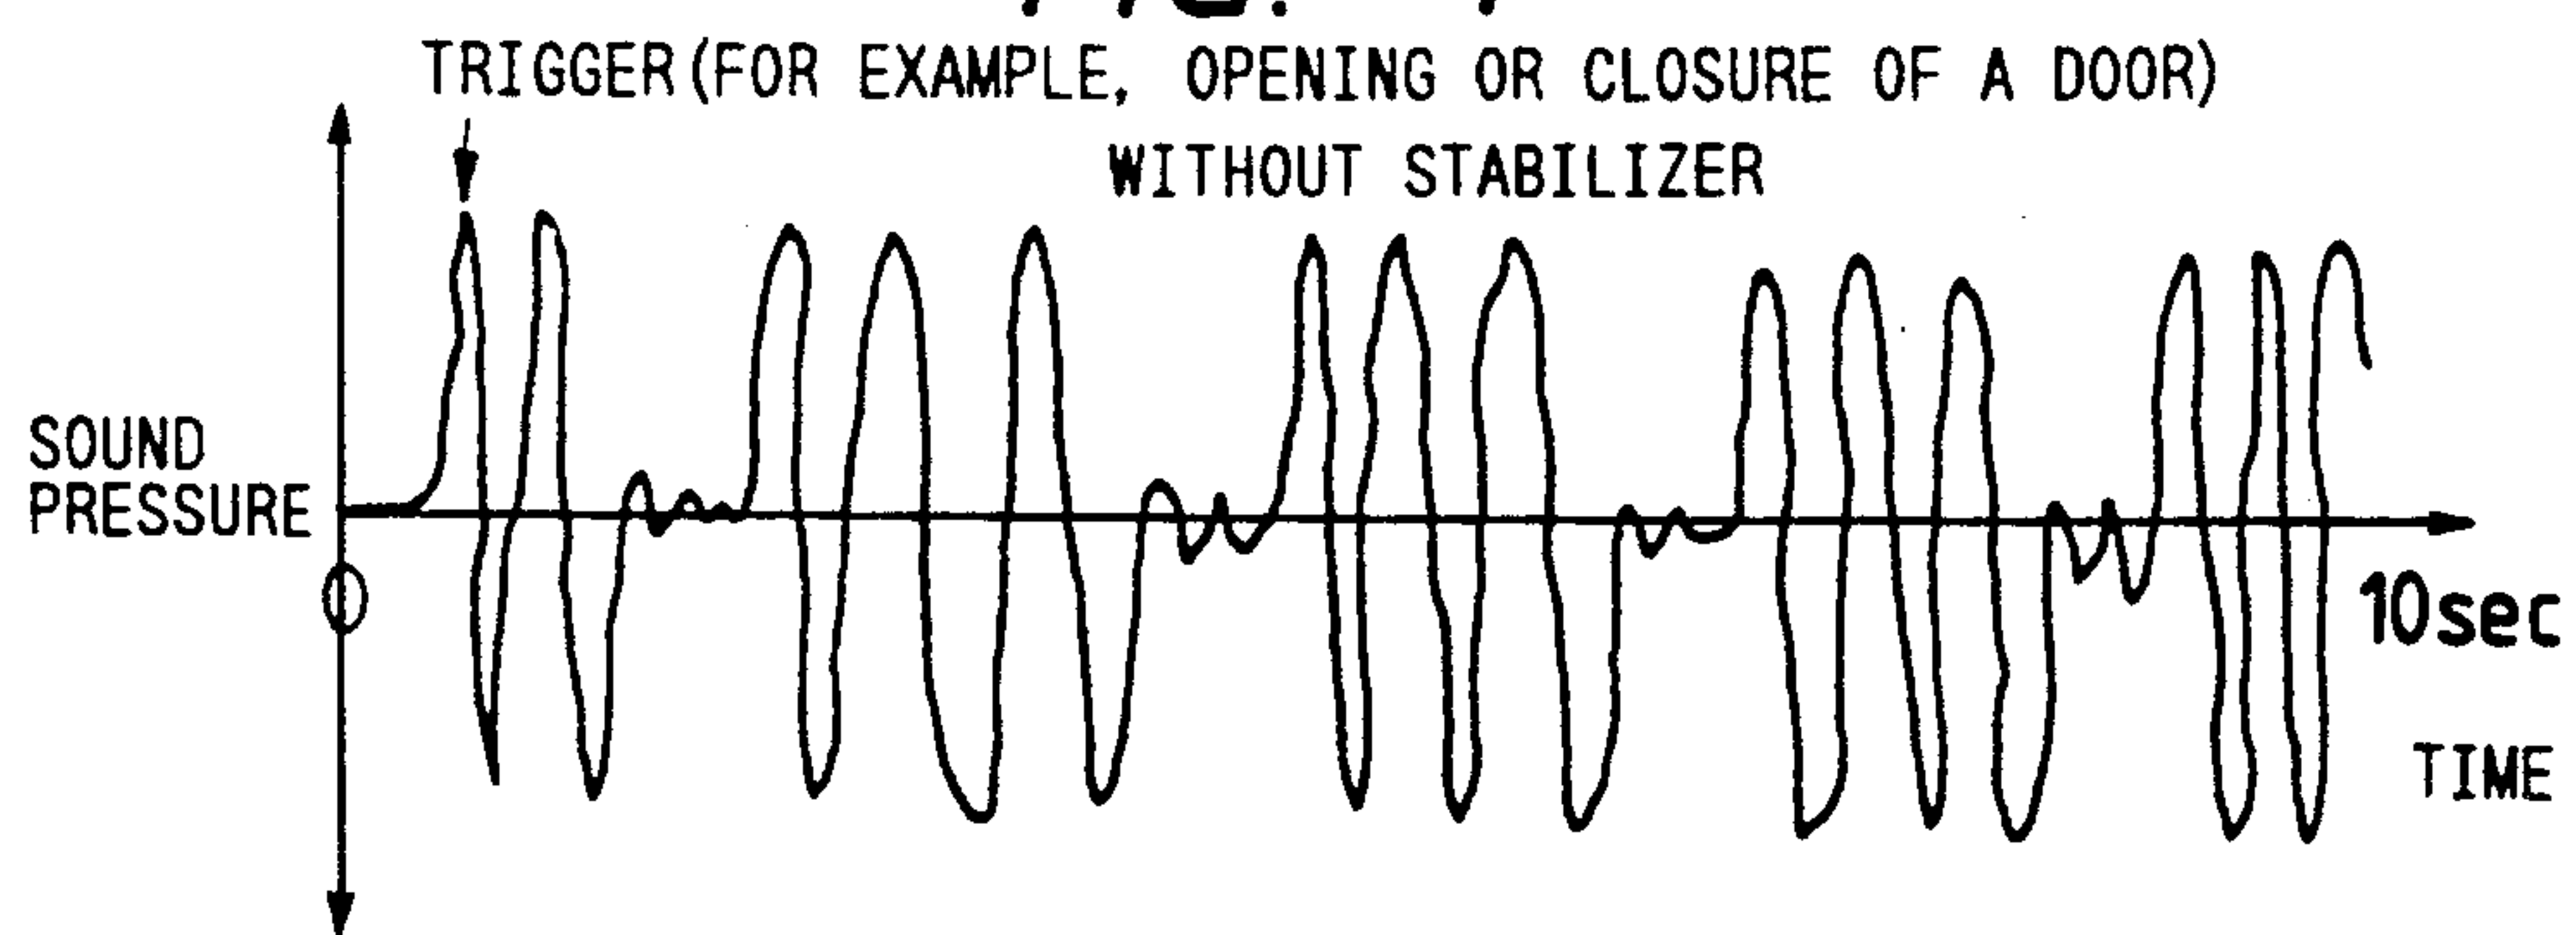 TRIGGER (FOR EXAMPLE, OPENING OR CLOSURE OF A DOOR)
WITHOUT STABILIZER
SOUND
PRESSURE
0
10sec
TIME